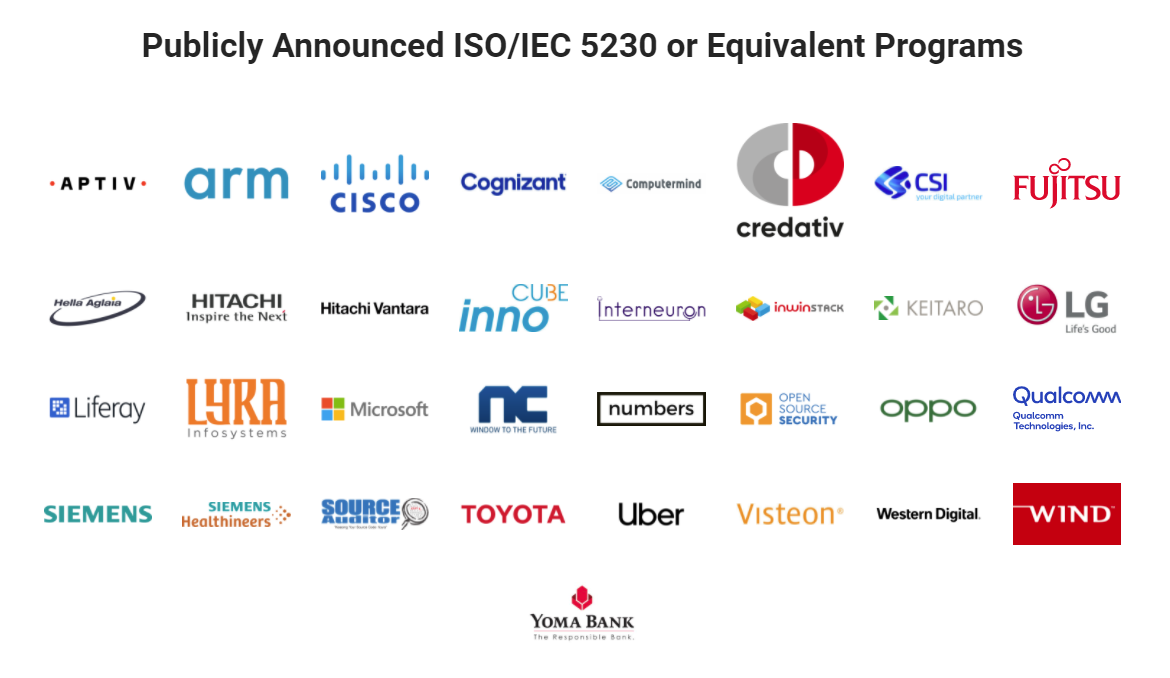 Publicly Announced ISO/IEC 5230 or Equivalent Programs
APTIV
arm
CISCO
Cognizant
Computermind
credativ
CSI
your digital partner
FUJITSU
Hella Aglaia
HITACHI
Inspire the Next
Hitachi Vantara
CUBE
inno
Interneuron
inwinSTACK
KEITARO
LG
Life's Good
Liferay
LYRA
Infosystems
Microsoft
nc
WINDOW TO THE FUTURE
numbers
OPEN
SOURCE
SECURITY
oppo
Qualcomm
Qualcomm
Technologies, Inc.
SIEMENS
SIEMENS
Healthineers
SOURCE
Auditor
TOYOTA
Uber
Visteon®
Western Digital.
WIND
YOMA BANK
The Responsible Bank.